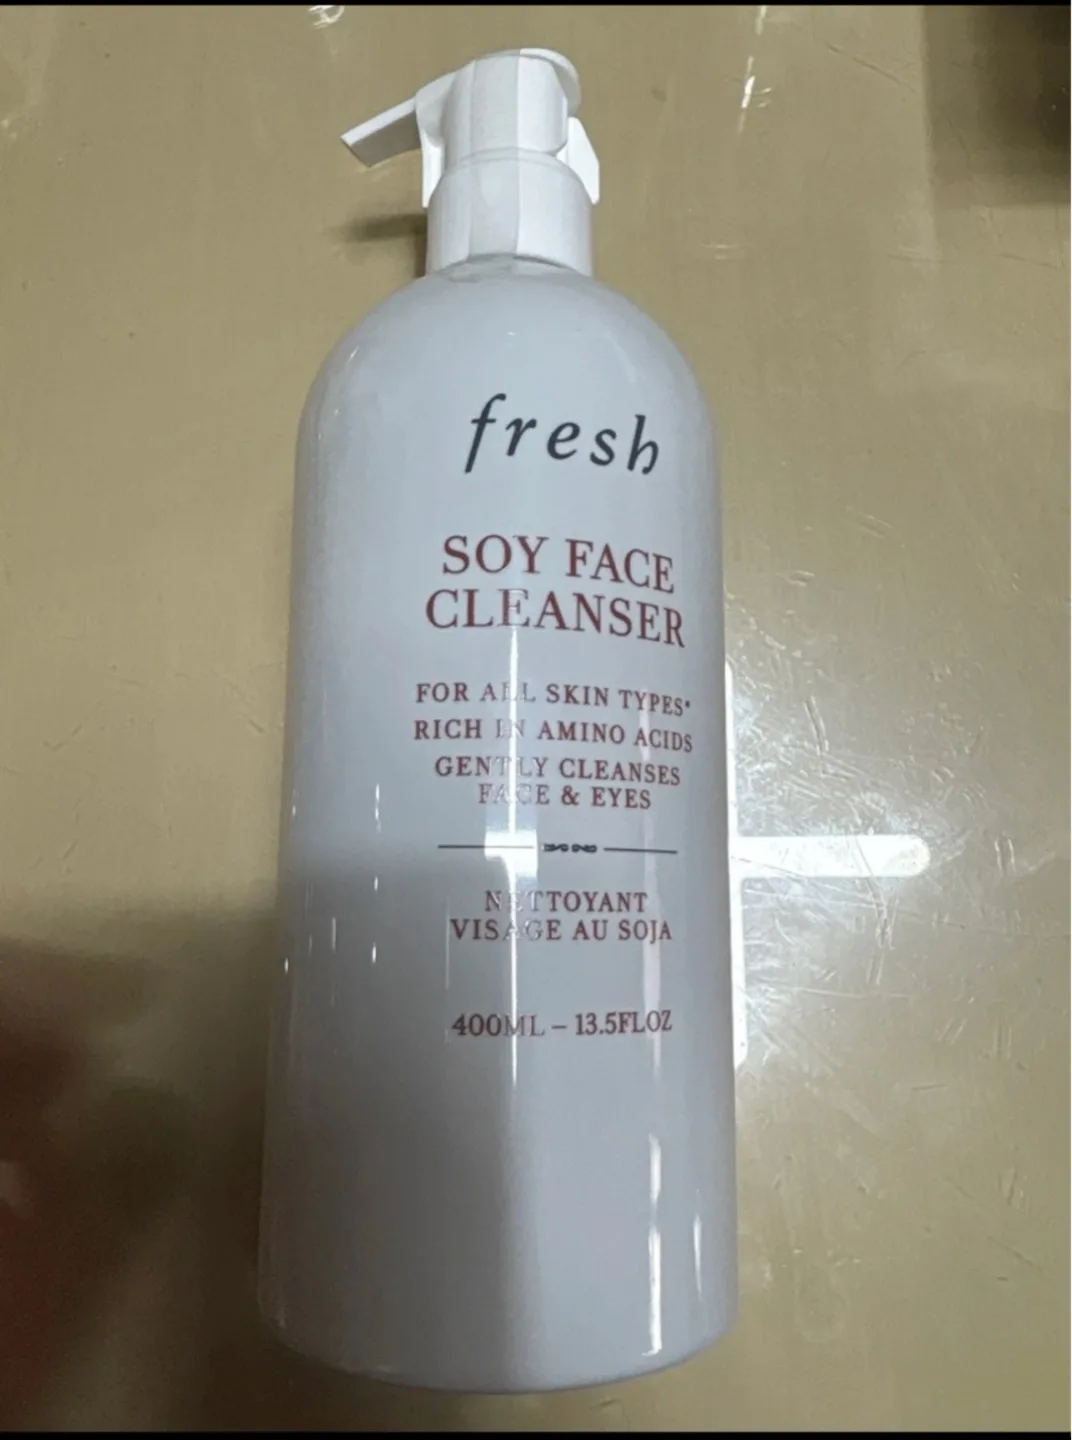 fresh
SOY FACE
CLEANSER
FOR ALL SKIN TYPES*
RICH IN AMINO ACIDS
GENTLY CLEANSES
FACE & EYES
NETTOYANT
VISAGE AU SOJA
400ML – 13.5FLOZ